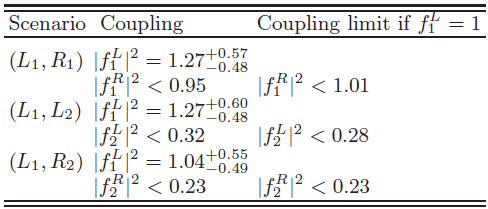 Scenario Coupling Coupling limit if $f_1^L = 1$
$(L_1, R_1)$ $|f_1^L|^2 = 1.27^{+0.57}_{-0.48}$
$|f_1^R|^2 < 0.95$ $|f_1^R|^2 < 1.01$
$(L_1, L_2)$ $|f_1^L|^2 = 1.27^{+0.60}_{-0.48}$
$|f_2^L|^2 < 0.32$ $|f_2^L|^2 < 0.28$
$(L_1, R_2)$ $|f_1^L|^2 = 1.04^{+0.55}_{-0.49}$
$|f_2^R|^2 < 0.23$ $|f_2^R|^2 < 0.23$